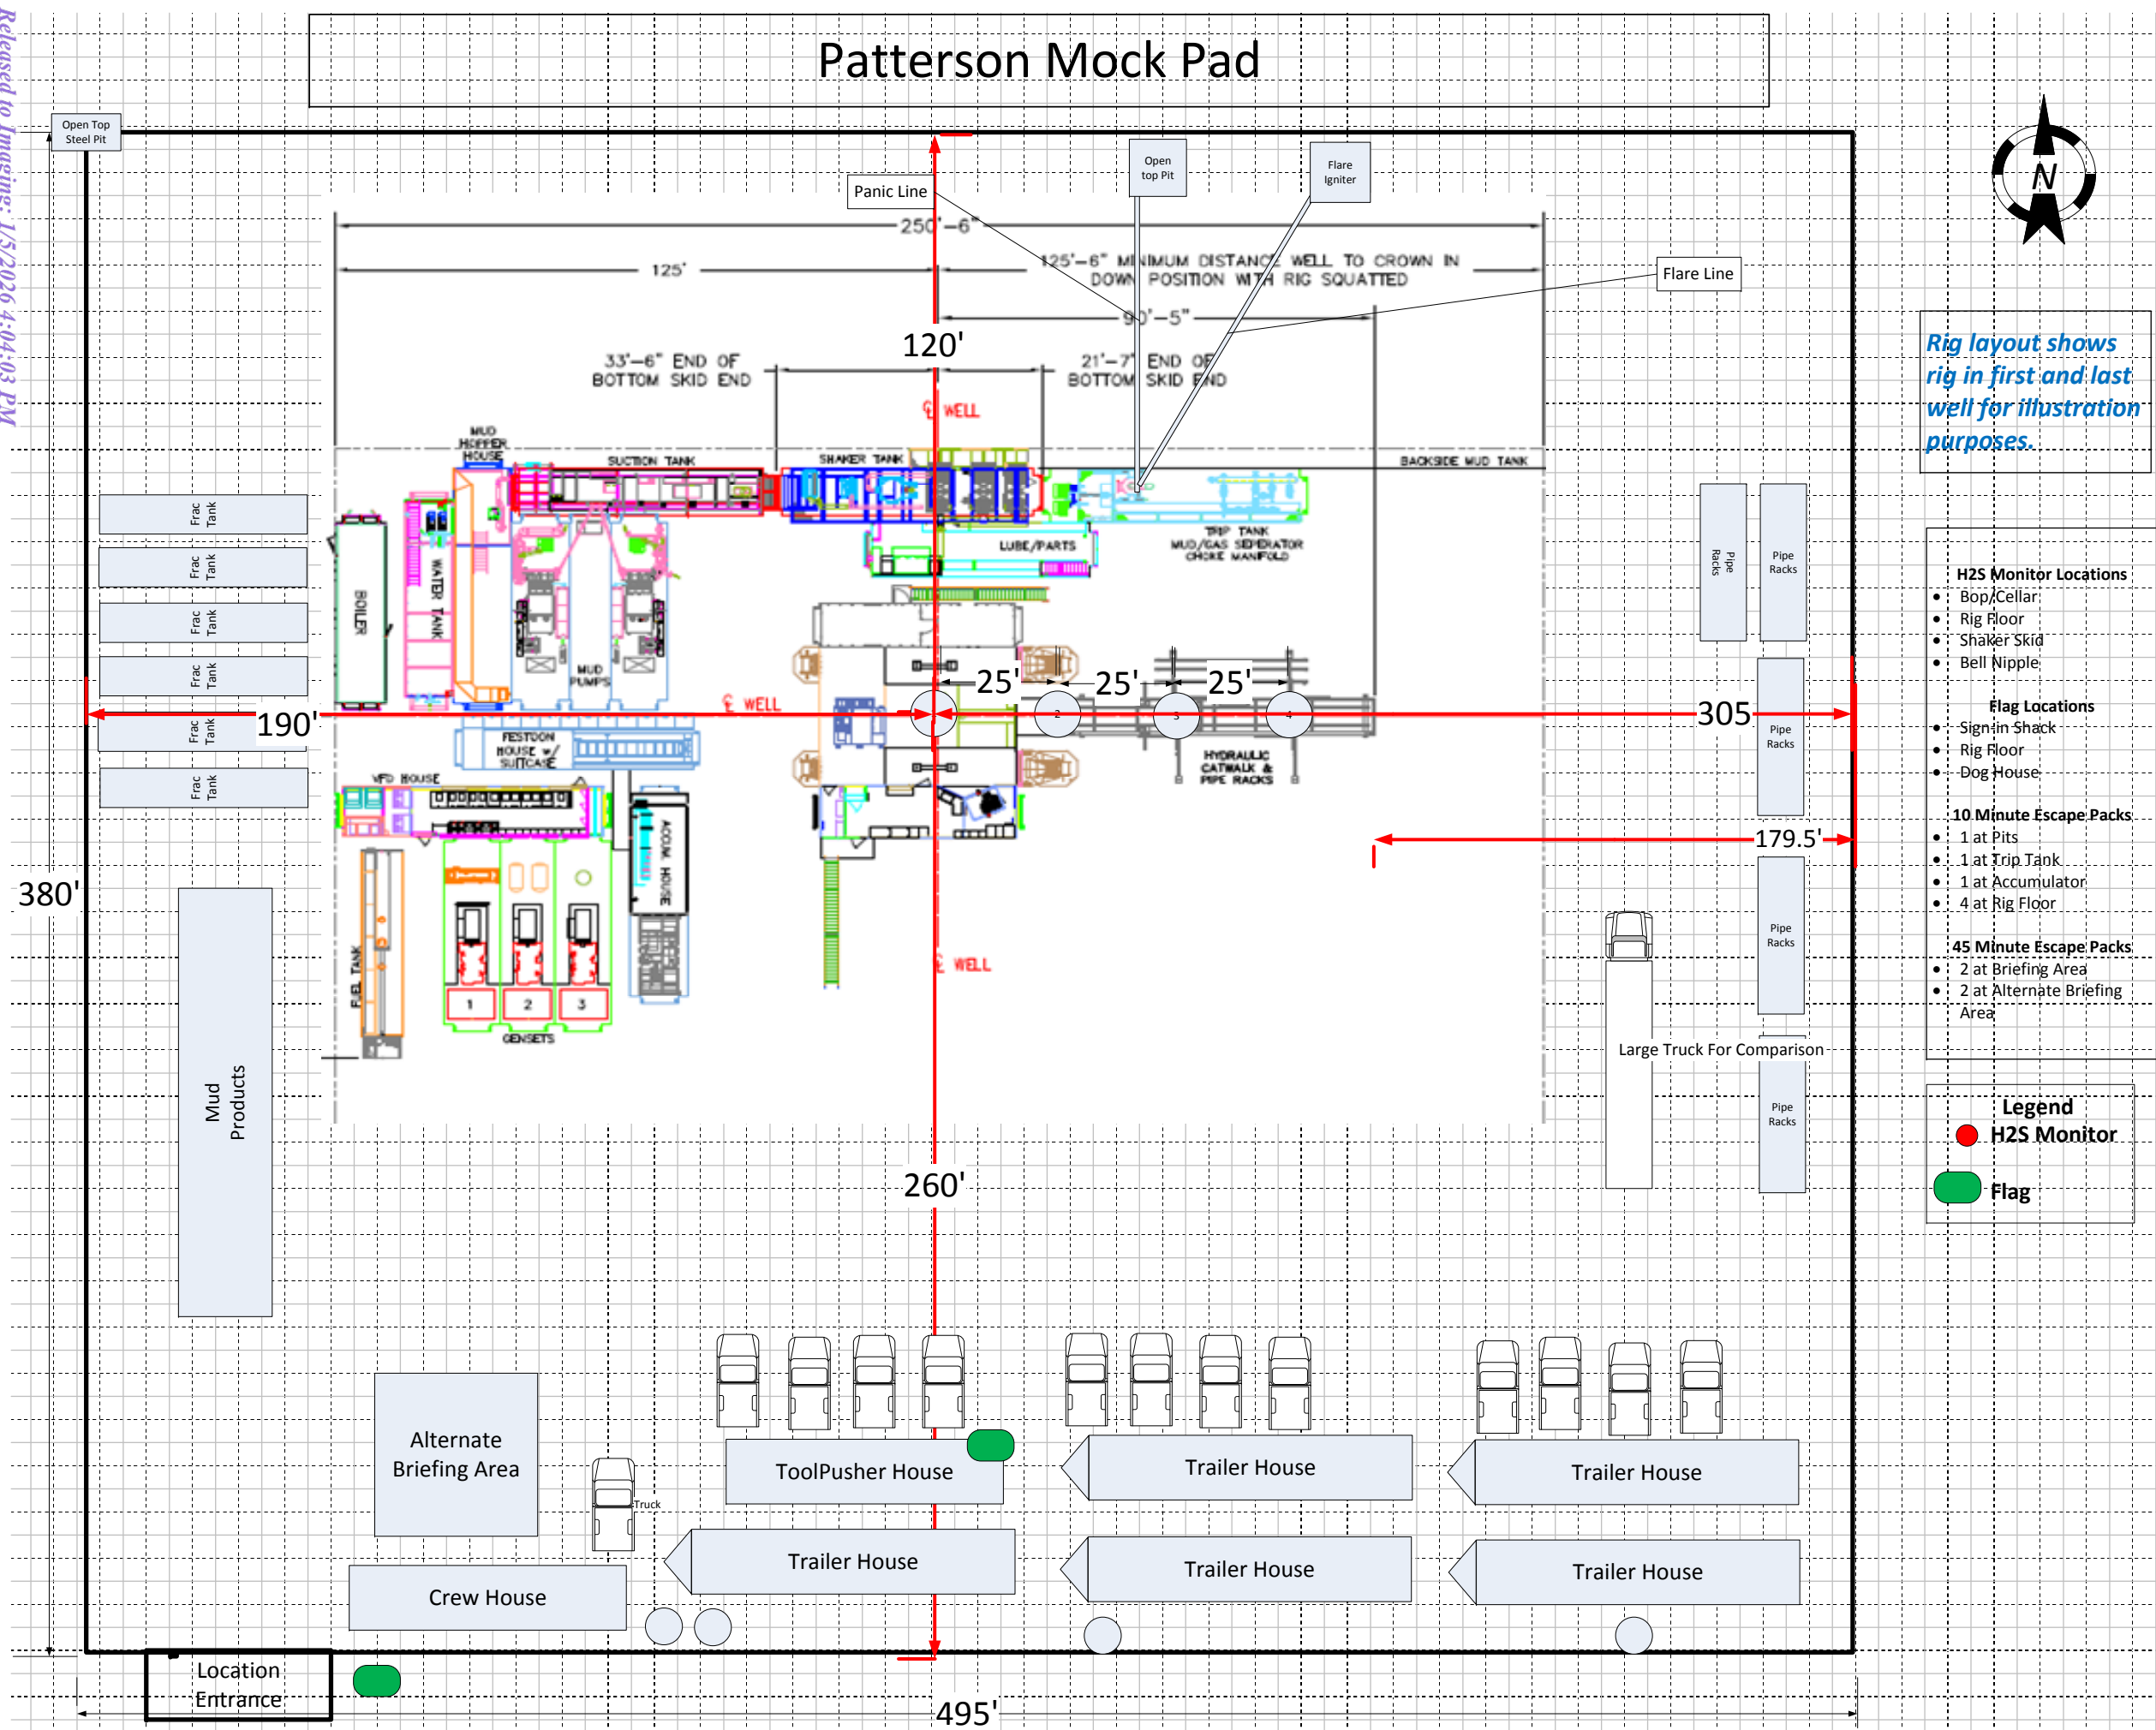 Released to Imaging: 1/5/2026 4:04:03 PM
Patterson Mock Pad
Open Top
Steel Pit
Open
top Pit
Flare
Igniter
Panic Line
N
250'-6"
125'
125'-6" MINIMUM DISTANCE WELL TO CROWN IN
DOWN POSITION WITH RIG SQUATTED
Flare Line
90'-5"
120'
33'-6" END OF
BOTTOM SKID END
21'-7" END OF
BOTTOM SKID END
Rig layout shows
rig in first and last
well for illustration
purposes.
℄ WELL
MUD
HOPPER
HOUSE
SUCTION TANK
SHAKER TANK
BACKSIDE MUD TANK
Frac
Tank
Frac
Tank
Frac
Tank
Frac
Tank
Frac
Tank
Frac
Tank
BOILER
WATER TANK
MUD
PUMPS
LUBE/PARTS
TRIP TANK
MUD/GAS SEPERATOR
CHOKE MANIFOLD
Pipe
Racks
Pipe
Racks
H2S Monitor Locations
• Bop/Cellar
• Rig Floor
• Shaker Skid
• Bell Nipple
Flag Locations
• Sign-in Shack
• Rig Floor
• Dog House
10 Minute Escape Packs
• 1 at Pits
• 1 at Trip Tank
• 1 at Accumulator
• 4 at Rig Floor
45 Minute Escape Packs
• 2 at Briefing Area
• 2 at Alternate Briefing
Area
25'
25'
25'
190'
℄ WELL
2
3
4
305
Pipe
Racks
FESTOON
HOUSE w/
SUITCASE
HYDRAULIC
CATWALK &
PIPE RACKS
VFD HOUSE
ACCUM. HOUSE
179.5'
380'
FUEL TANK
1
2
3
GENSETS
℄ WELL
Pipe
Racks
Large Truck For Comparison
Pipe
Racks
Mud
Products
Legend
H2S Monitor
Flag
260'
Alternate
Briefing Area
ToolPusher House
Trailer House
Trailer House
Truck
Trailer House
Trailer House
Trailer House
Crew House
Location
Entrance
495'